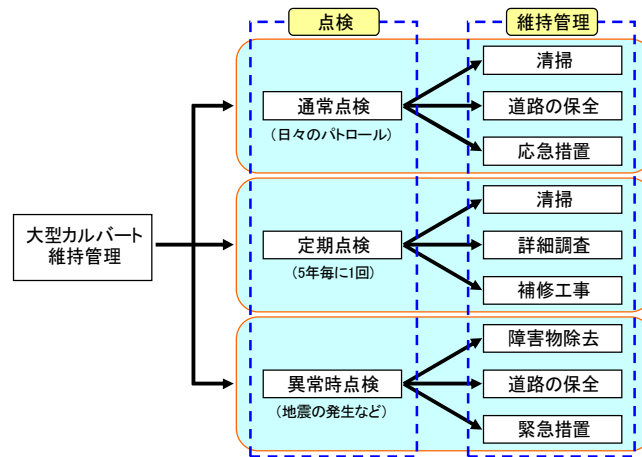 点検
維持管理
大型カルバート
維持管理
通常点検
(日々のパトロール)
清掃
道路の保全
応急措置
定期点検
(5年毎に1回)
清掃
詳細調査
補修工事
異常時点検
(地震の発生など)
障害物除去
道路の保全
緊急措置